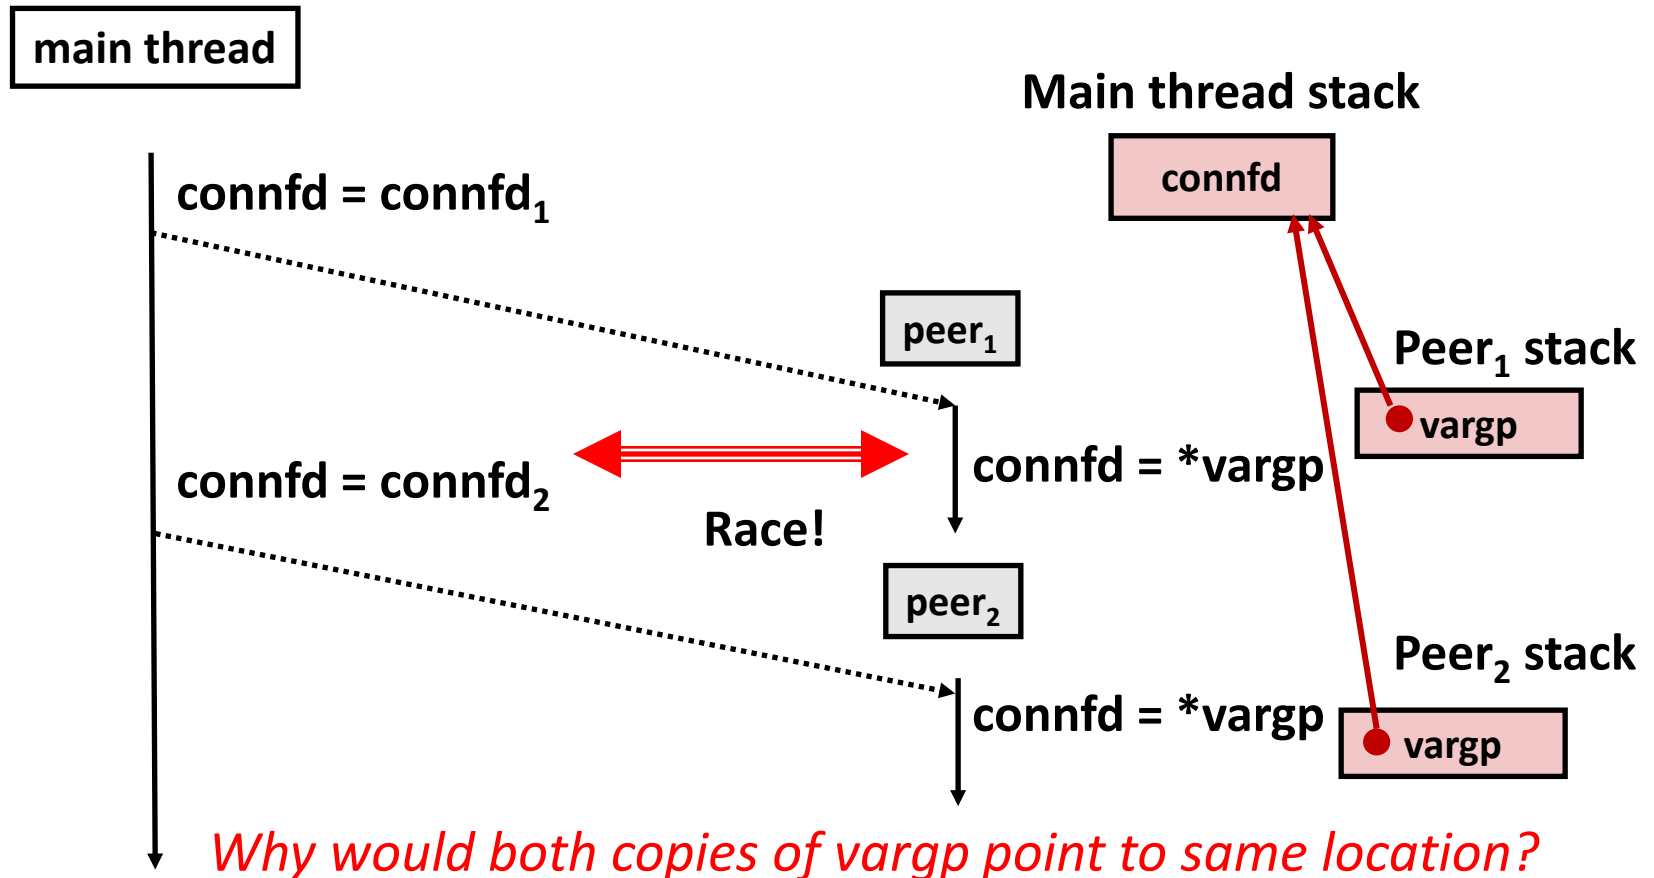 main thread
Main thread stack
connfd
connfd = connfd₁
peer₁
Peer₁ stack
vargp
connfd = *vargp
connfd = connfd₂
Race!
peer₂
Peer₂ stack
connfd = *vargp
vargp
Why would both copies of vargp point to same location?